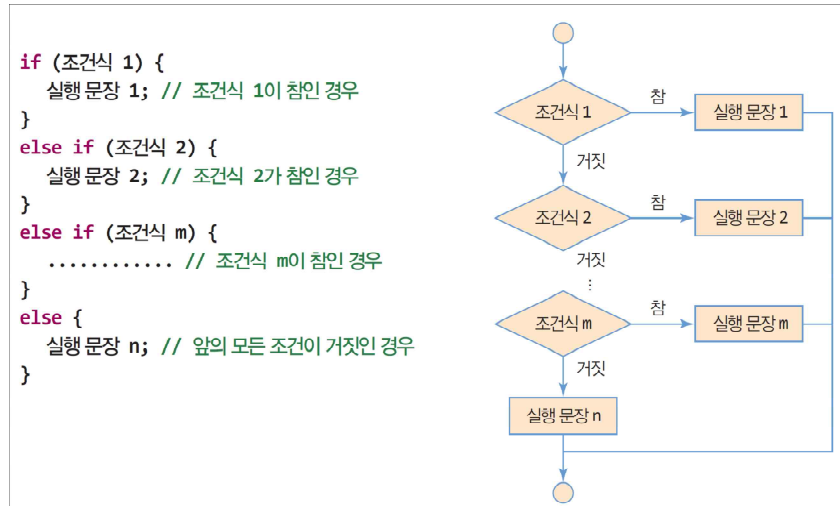 if (조건식 1) {
실행 문장 1; // 조건식 1이 참인 경우
}
else if (조건식 2) {
실행 문장 2; // 조건식 2가 참인 경우
}
else if (조건식 m) {
............ // 조건식 m이 참인 경우
}
else {
실행 문장 n; // 앞의 모든 조건이 거짓인 경우
}
조건식 1
참
실행 문장 1
거짓
조건식 2
참
실행 문장 2
거짓
⋮
조건식 m
참
실행 문장 m
거짓
실행 문장 n